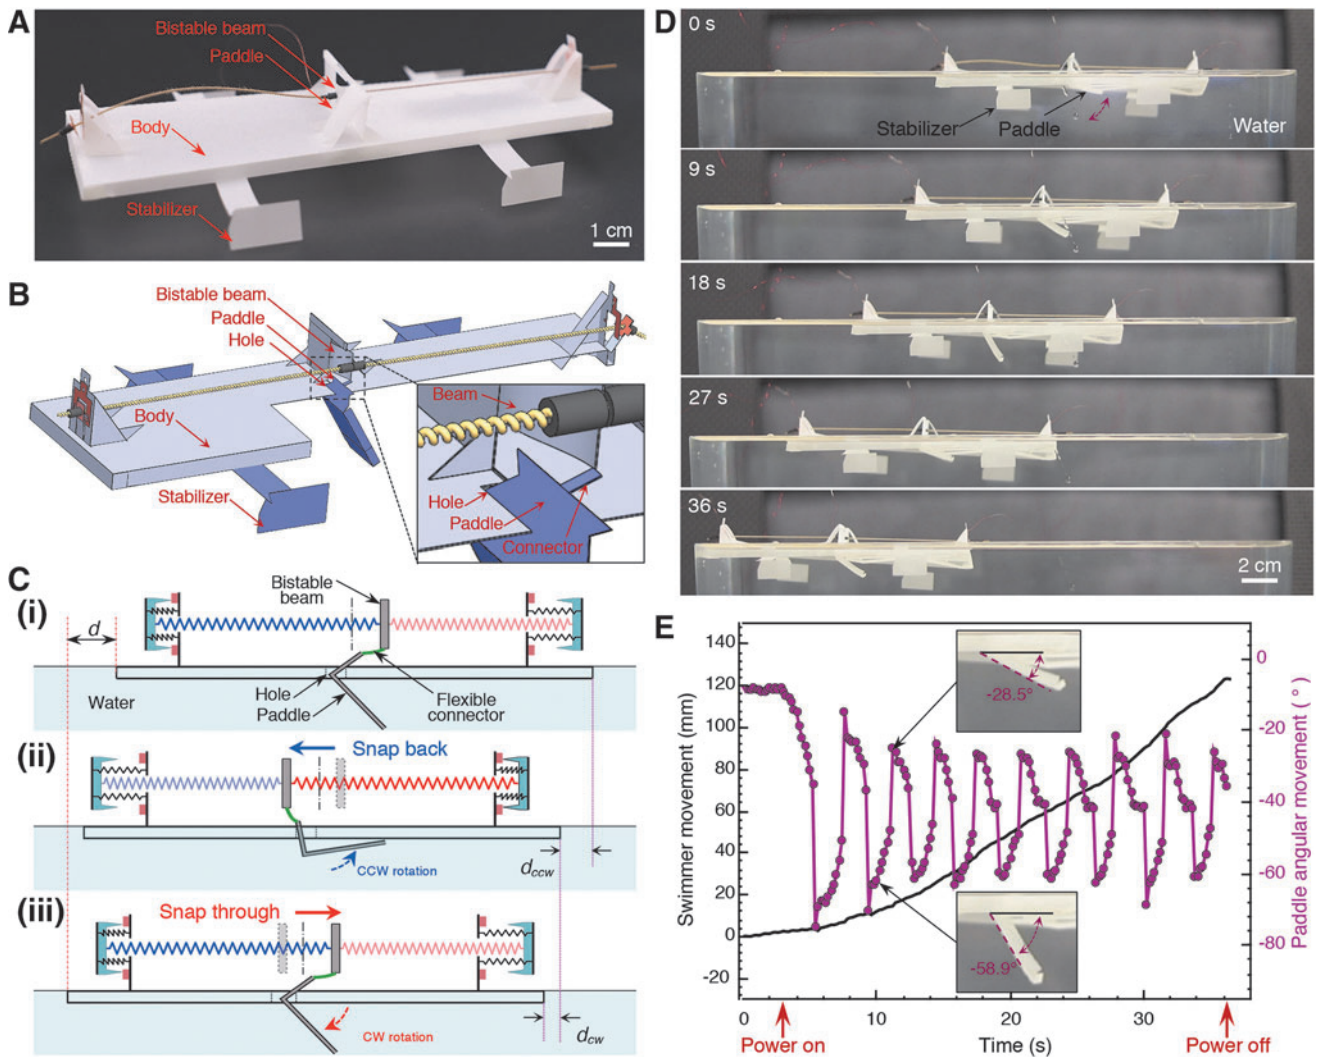 A
Bistable beam
Paddle
Body
Stabilizer
1 cm
B
Bistable beam
Paddle
Hole
Body
Stabilizer
Beam
Hole
Paddle
Connector
C
(i)
d
Bistable
beam
Water
Hole
Paddle
Flexible
connector
(ii)
Snap back
CCW rotation
dccw
(iii)
Snap through
CW rotation
dcw
D
0 s
Stabilizer
Paddle
Water
9 s
18 s
27 s
36 s
2 cm
E
Swimmer movement (mm)
140
120
100
80
60
40
20
0
-20
-28.5°
-58.9°
0
-20
-40
-60
-80
Paddle angular movement (°)
0
10
20
30
Power on
Time (s)
Power off